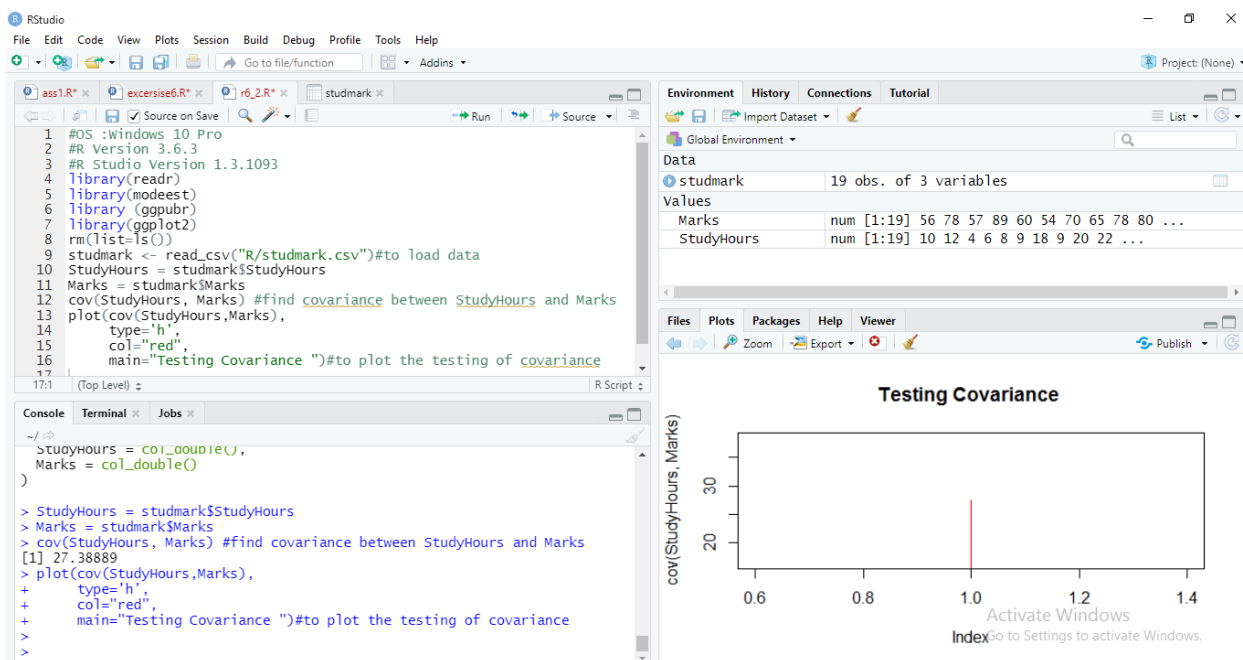 RStudio
File Edit Code View Plots Session Build Debug Profile Tools Help
Go to file/function
Addins
Project: (None)
ass1.R*
excersise6.R*
r6_2.R*
studmark
Source on Save
Run
Source
1 #OS :Windows 10 Pro
2 #R Version 3.6.3
3 #R Studio Version 1.3.1093
4 library(readr)
5 library(modeest)
6 library (ggpubr)
7 library(ggplot2)
8 rm(list=ls())
9 studmark <- read_csv("R/studmark.csv")#to load data
10 StudyHours = studmark$StudyHours
11 Marks = studmark$Marks
12 cov(StudyHours, Marks) #find covariance between StudyHours and Marks
13 plot(cov(StudyHours,Marks),
14 type='h',
15 col="red",
16 main="Testing Covariance ")#to plot the testing of covariance
17
17:1 (Top Level) R Script
Console Terminal Jobs
~/
StudyHours = col_double(),
Marks = col_double()
)
> StudyHours = studmark$StudyHours
> Marks = studmark$Marks
> cov(StudyHours, Marks) #find covariance between StudyHours and Marks
[1] 27.38889
> plot(cov(StudyHours,Marks),
+ type='h',
+ col="red",
+ main="Testing Covariance ")#to plot the testing of covariance
>
>
Environment History Connections Tutorial
Import Dataset
List
Global Environment
Data
studmark 19 obs. of 3 variables
Values
Marks num [1:19] 56 78 57 89 60 54 70 65 78 80 ...
StudyHours num [1:19] 10 12 4 6 8 9 18 9 20 22 ...
Files Plots Packages Help Viewer
Zoom
Export
Publish
Testing Covariance
cov(StudyHours, Marks)
30
20
0.6 0.8 1.0 1.2 1.4
Index
Activate Windows
Go to Settings to activate Windows.